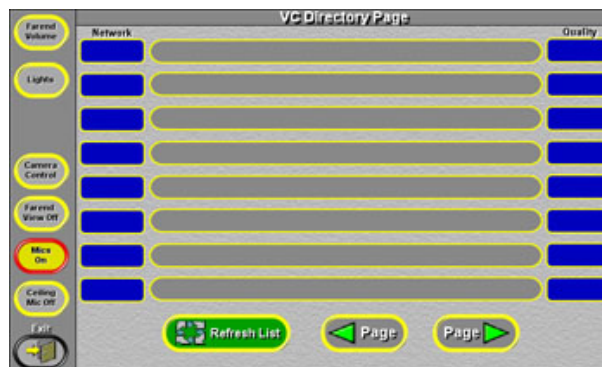 VC Directory Page
Farend
Volume
Network
Quality
Lights
Camera
Control
Farend
View Off
Mics
On
Ceiling
Mic Off
Exit
Refresh List
Page
Page